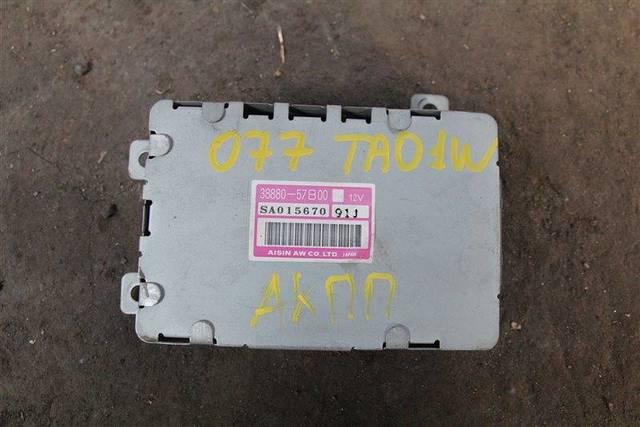 077 TA01W
38880-57B00 12V
SA015670 91J
AISIN AW CO.,LTD. JAPAN
АКПП